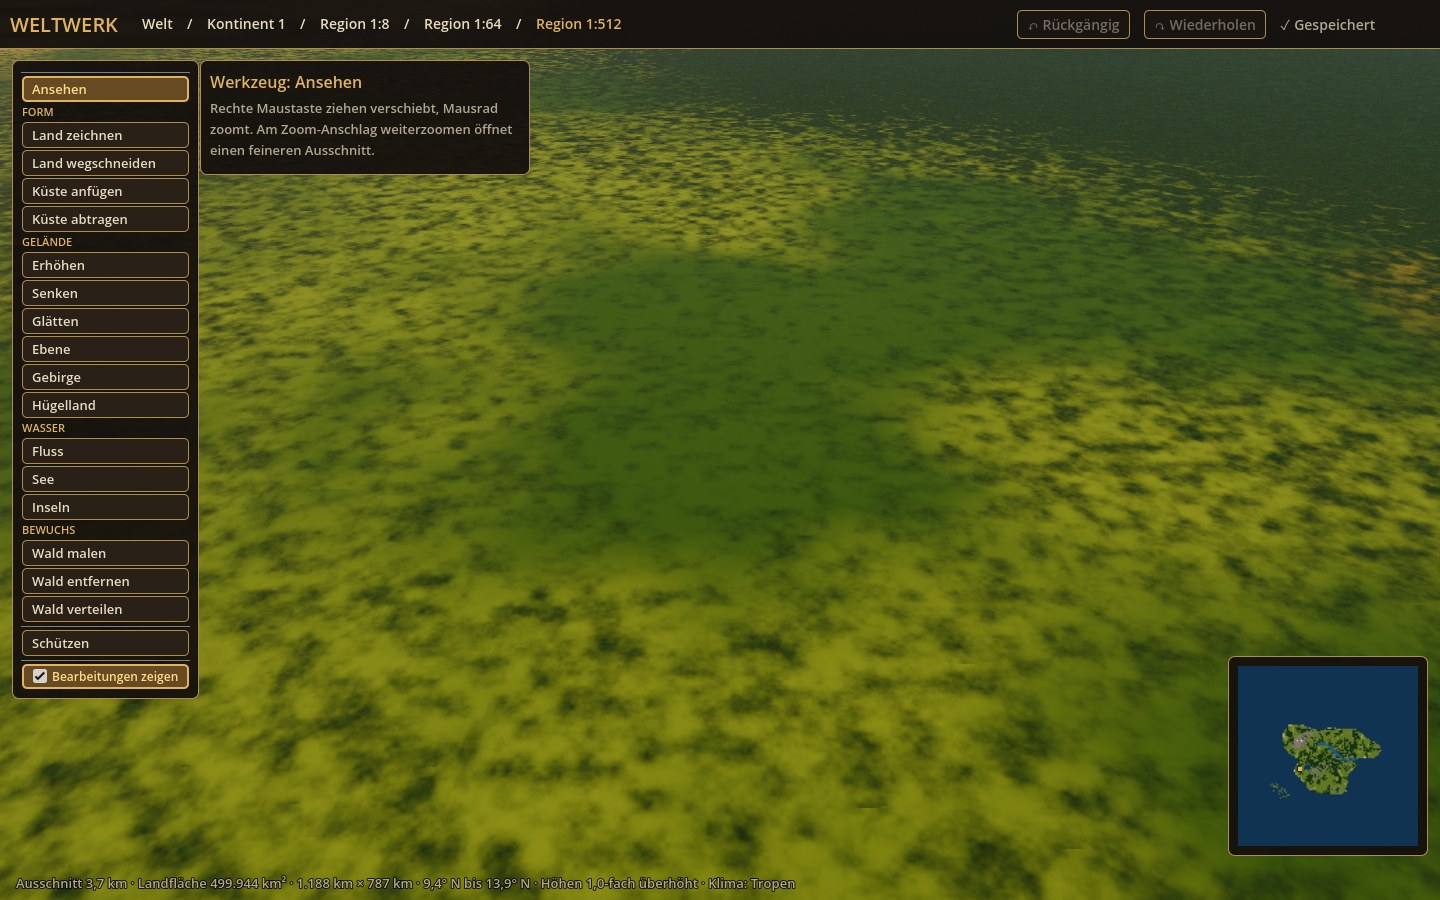 WELTWERK Welt / Kontinent 1 / Region 1:8 / Region 1:64 / Region 1:512 Rückgängig Wiederholen ✓ Gespeichert
Ansehen
FORM
Land zeichnen
Land wegschneiden
Küste anfügen
Küste abtragen
GELÄNDE
Erhöhen
Senken
Glätten
Ebene
Gebirge
Hügelland
WASSER
Fluss
See
Inseln
BEWUCHS
Wald malen
Wald entfernen
Wald verteilen
Schützen
Bearbeitungen zeigen
Werkzeug: Ansehen
Rechte Maustaste ziehen verschiebt, Mausrad
zoomt. Am Zoom-Anschlag weiterzoomen öffnet
einen feineren Ausschnitt.
Ausschnitt 3,7 km · Landfläche 499.944 km² · 1.188 km × 787 km · 9,4° N bis 13,9° N · Höhen 1,0-fach überhöht · Klima: Tropen